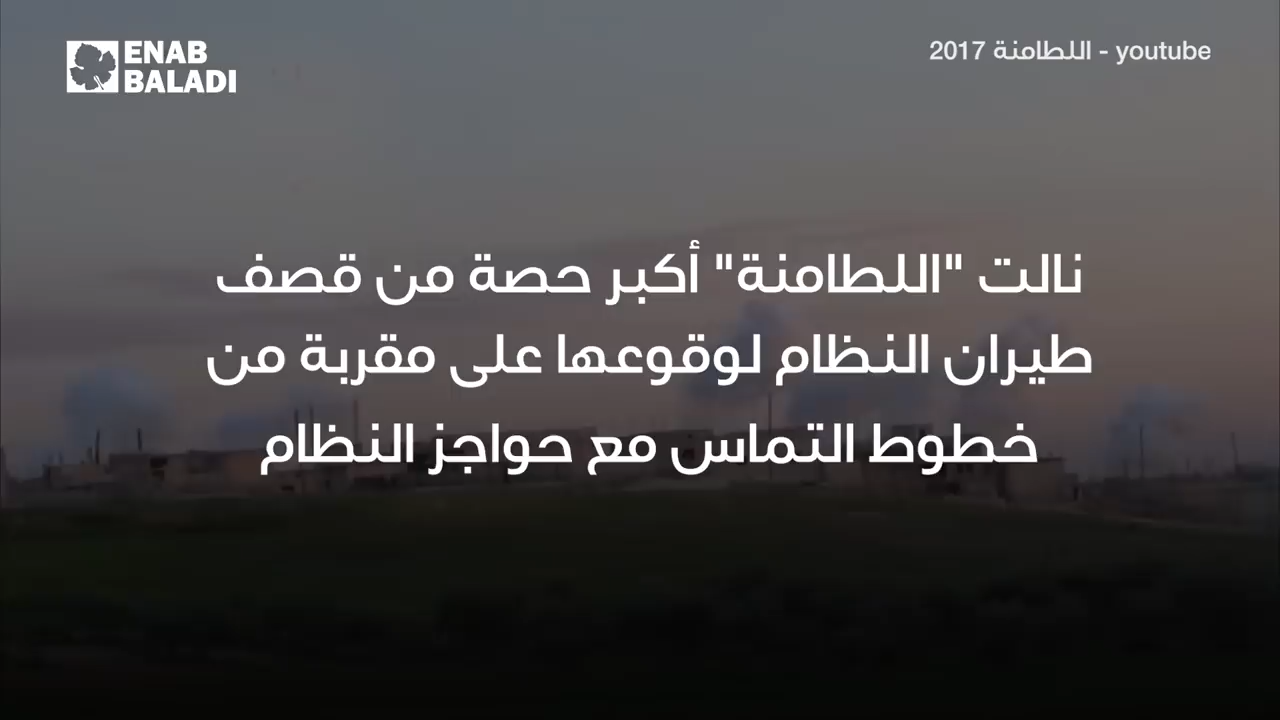 ENAB
BALADI
اللطامنة 2017 - youtube
نالت "اللطامنة" أكبر حصة من قصف
طيران النظام لوقوعها على مقربة من
خطوط التماس مع حواجز النظام